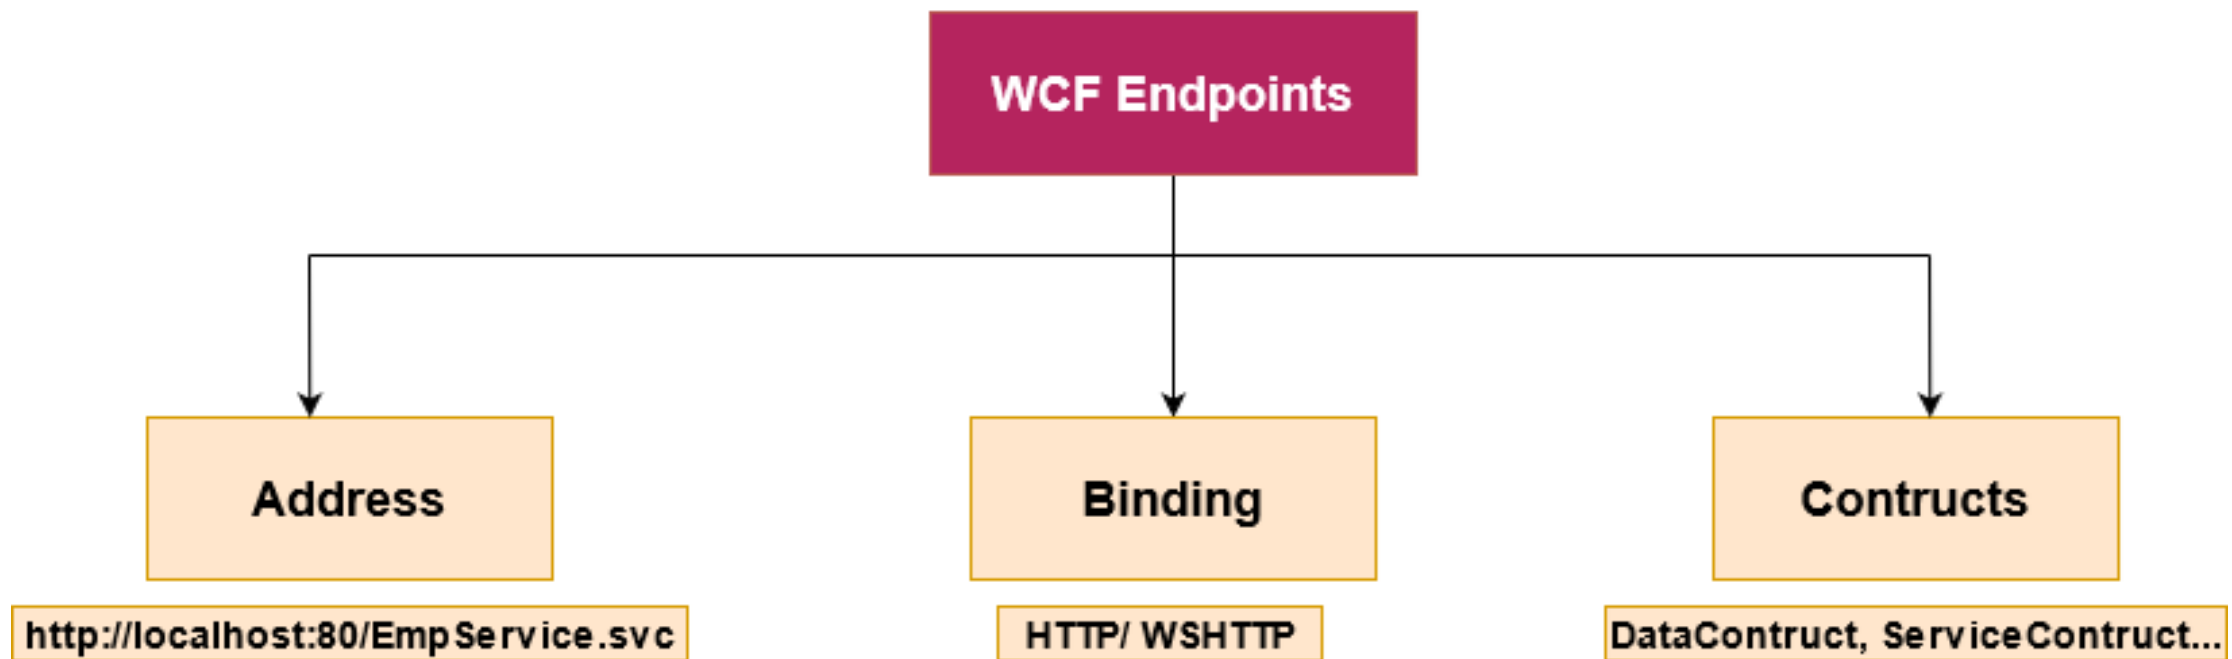 WCF Endpoints
Address
Binding
Contructs
http://localhost:80/EmpService.svc
HTTP/ WSHTTP
DataContruct, ServiceContruct...